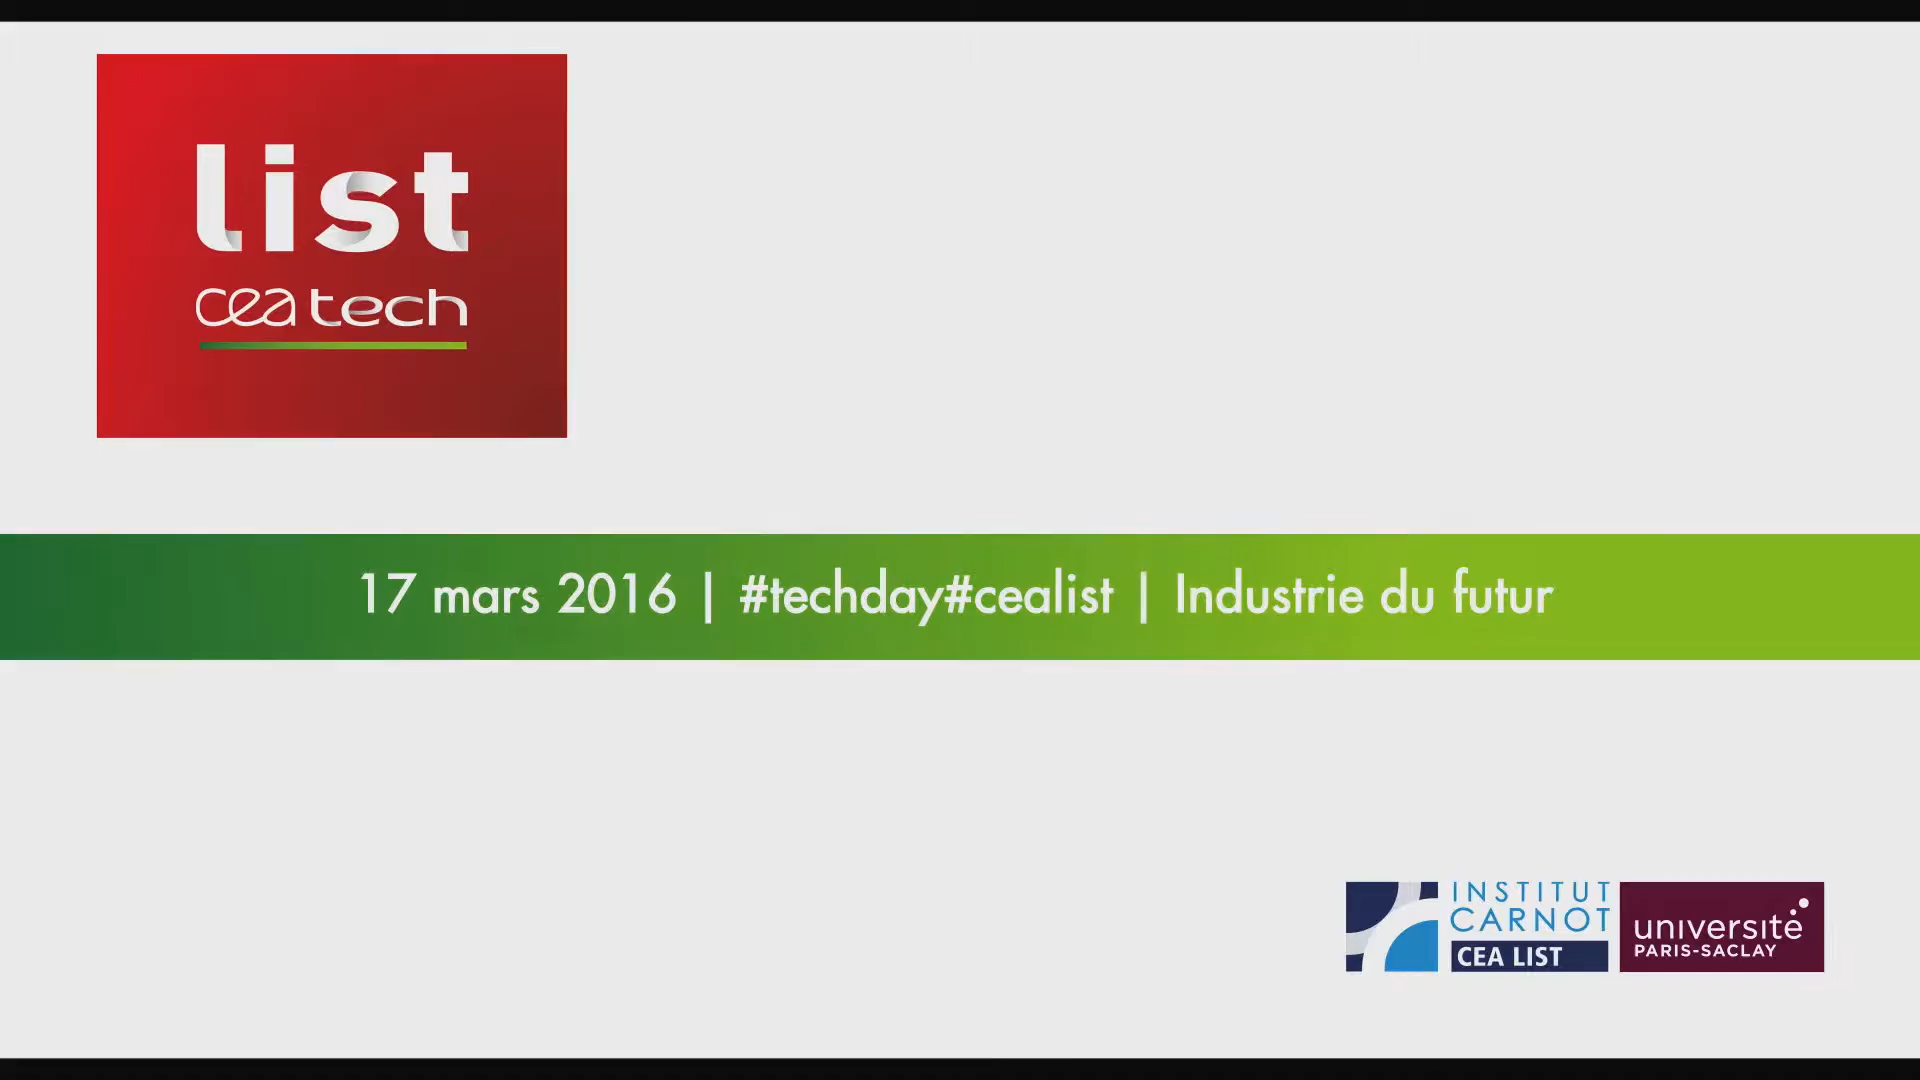 list
cea tech
17 mars 2016 | #techday#cealist | Industrie du futur
INSTITUT
CARNOT
CEA LIST
université
PARIS-SACLAY